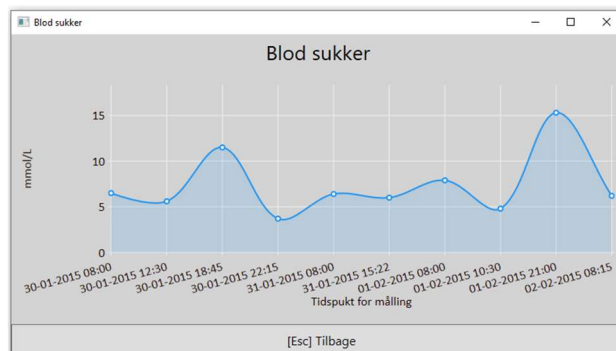 Blod sukker
Blod sukker
mmol/L
15
10
5
0
30-01-2015 08:00
30-01-2015 12:30
30-01-2015 18:45
30-01-2015 22:15
31-01-2015 08:00
31-01-2015 15:22
01-02-2015 08:00
01-02-2015 10:30
01-02-2015 21:00
02-02-2015 08:15
Tidspukt for målling
[Esc] Tilbage